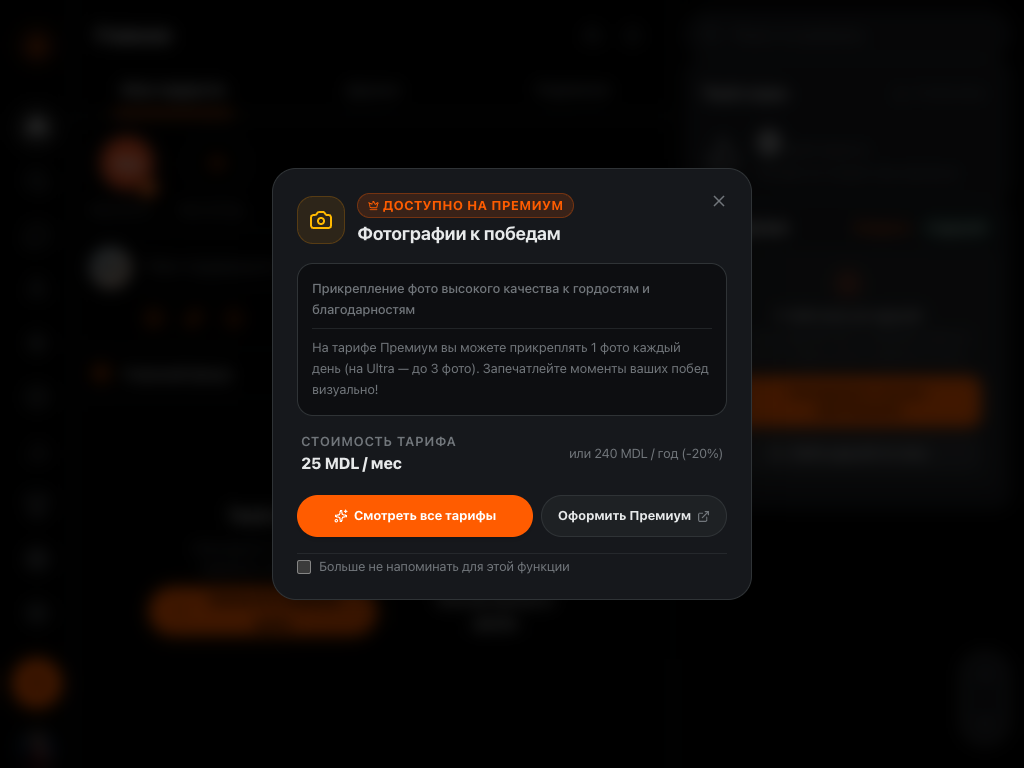 ДОСТУПНО НА ПРЕМИУМ
Фотографии к победам
Прикрепление фото высокого качества к гордостям и
благодарностям
На тарифе Премиум вы можете прикреплять 1 фото каждый
день (на Ultra — до 3 фото). Запечатлейте моменты ваших побед
визуально!
СТОИМОСТЬ ТАРИФА
25 MDL / мес
или 240 MDL / год (-20%)
Смотреть все тарифы
Оформить Премиум
Больше не напоминать для этой функции